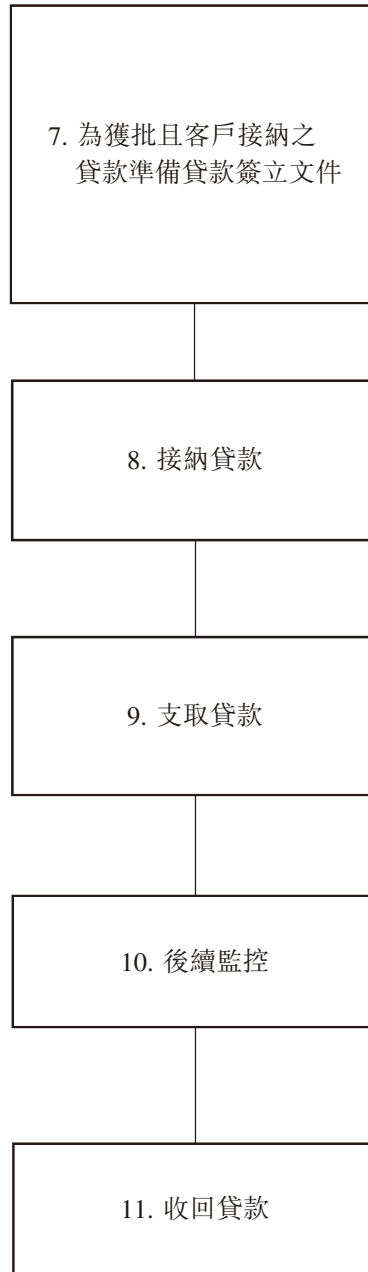 7. 為獲批且客戶接納之
貸款準備貸款簽立文件
8. 接納貸款
9. 支取貸款
10. 後續監控
11. 收回貸款